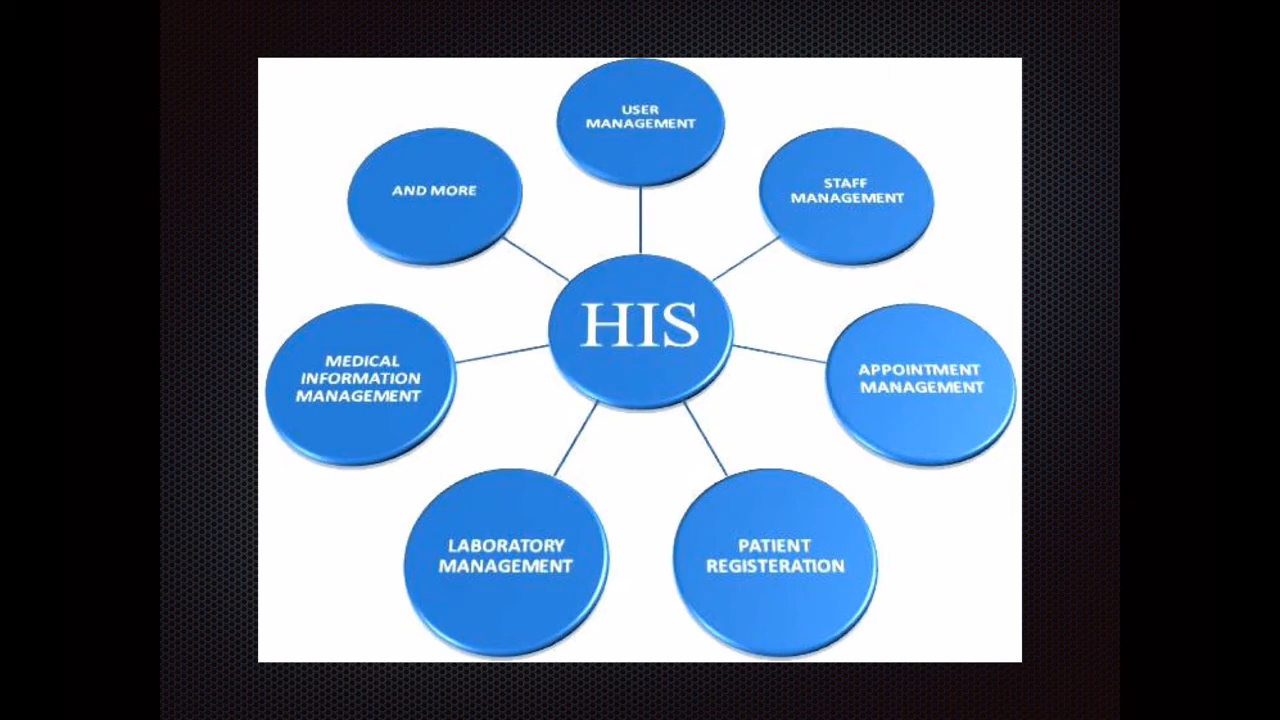 USER
MANAGEMENT
STAFF
MANAGEMENT
AND MORE
HIS
MEDICAL
INFORMATION
MANAGEMENT
APPOINTMENT
MANAGEMENT
LABORATORY
MANAGEMENT
PATIENT
REGISTERATION